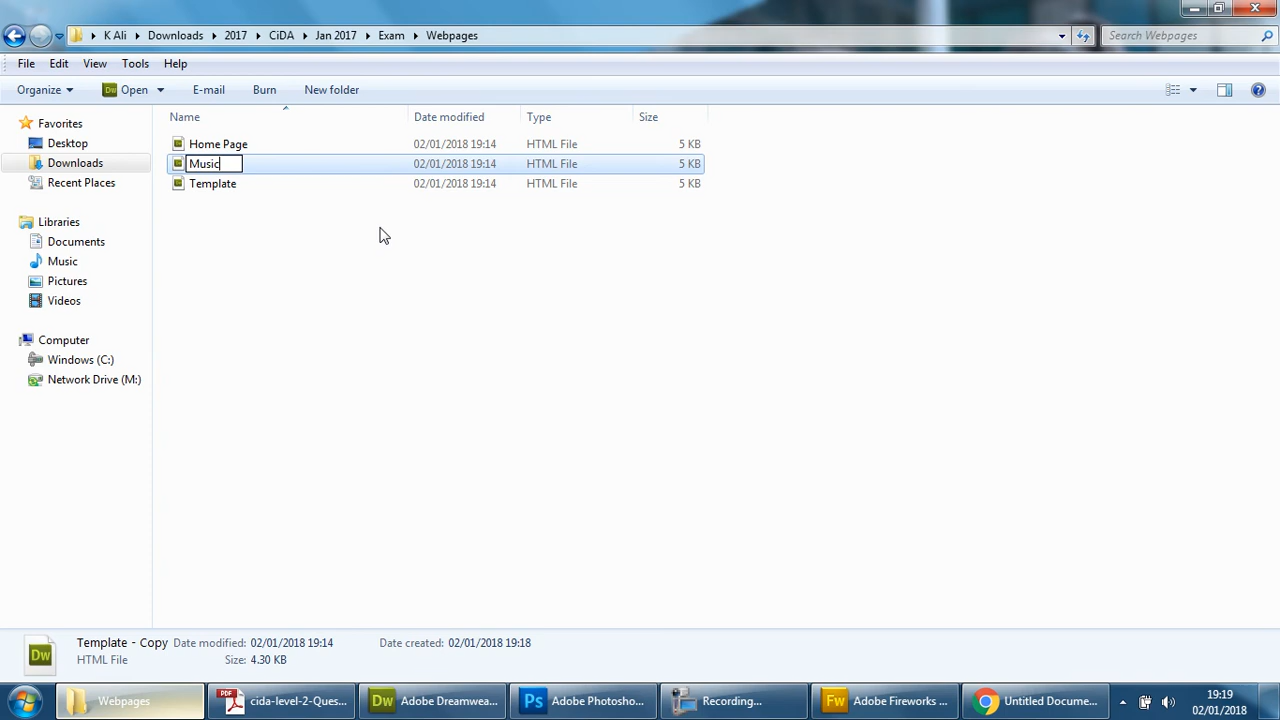 K Ali Downloads 2017 CiDA Jan 2017 Exam Webpages Search Webpages
File Edit View Tools Help
Organize Open E-mail Burn New folder
Name Date modified Type Size
Favorites
Desktop
Downloads
Recent Places
Libraries
Documents
Music
Pictures
Videos
Computer
Windows (C:)
Network Drive (M:)
Home Page 02/01/2018 19:14 HTML File 5 KB
Music 02/01/2018 19:14 HTML File 5 KB
Template 02/01/2018 19:14 HTML File 5 KB
Template - Copy Date modified: 02/01/2018 19:14 Date created: 02/01/2018 19:18
HTML File Size: 4.30 KB
Dw
Webpages
PDF cida-level-2-Ques...
Dw Adobe Dreamwea...
Ps Adobe Photosho...
Recording...
Fw Adobe Fireworks ...
Untitled Docume...
19:19
02/01/2018